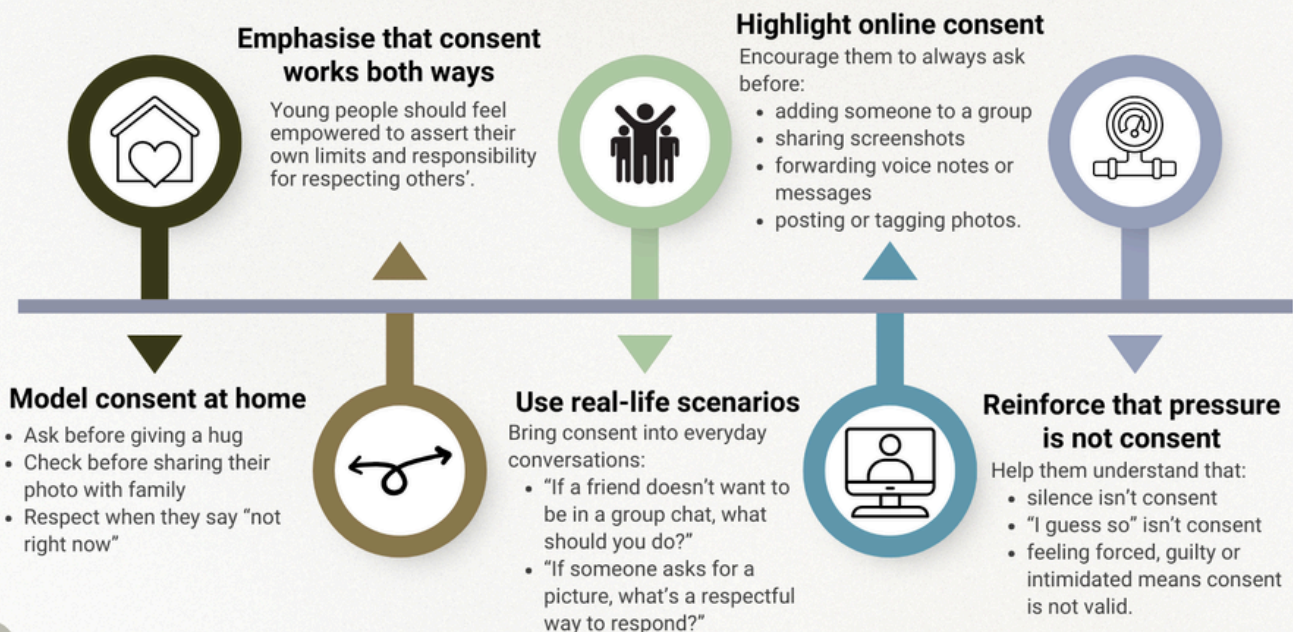 Model consent at home
• Ask before giving a hug
• Check before sharing their
photo with family
• Respect when they say “not
right now”
Emphasise that consent
works both ways
Young people should feel
empowered to assert their
own limits and responsibility
for respecting others’.
Use real-life scenarios
Bring consent into everyday
conversations:
• “If a friend doesn’t want to
be in a group chat, what
should you do?”
• “If someone asks for a
picture, what’s a respectful
way to respond?”
Highlight online consent
Encourage them to always ask
before:
• adding someone to a group
• sharing screenshots
• forwarding voice notes or
messages
• posting or tagging photos.
Reinforce that pressure
is not consent
Help them understand that:
• silence isn’t consent
• “I guess so” isn’t consent
• feeling forced, guilty or
intimidated means consent
is not valid.